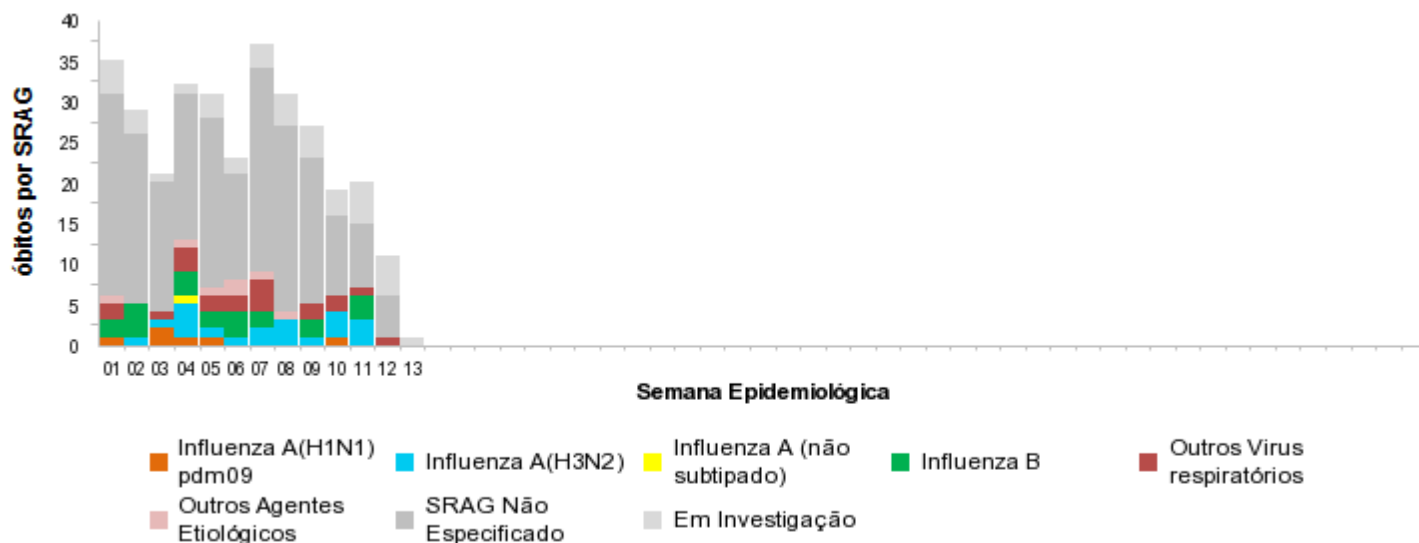 40
35
30
25
20
15
10
5
0
óbitos por SRAG
01 02 03 04 05 06 07 08 09 10 11 12 13
Semana Epidemiológica
Influenza A(H1N1)
pdm09
Influenza A(H3N2)
Influenza A (não
subtipado)
Influenza B
Outros Virus
respiratórios
Outros Agentes
Etiológicos
SRAG Não
Especificado
Em Investigação